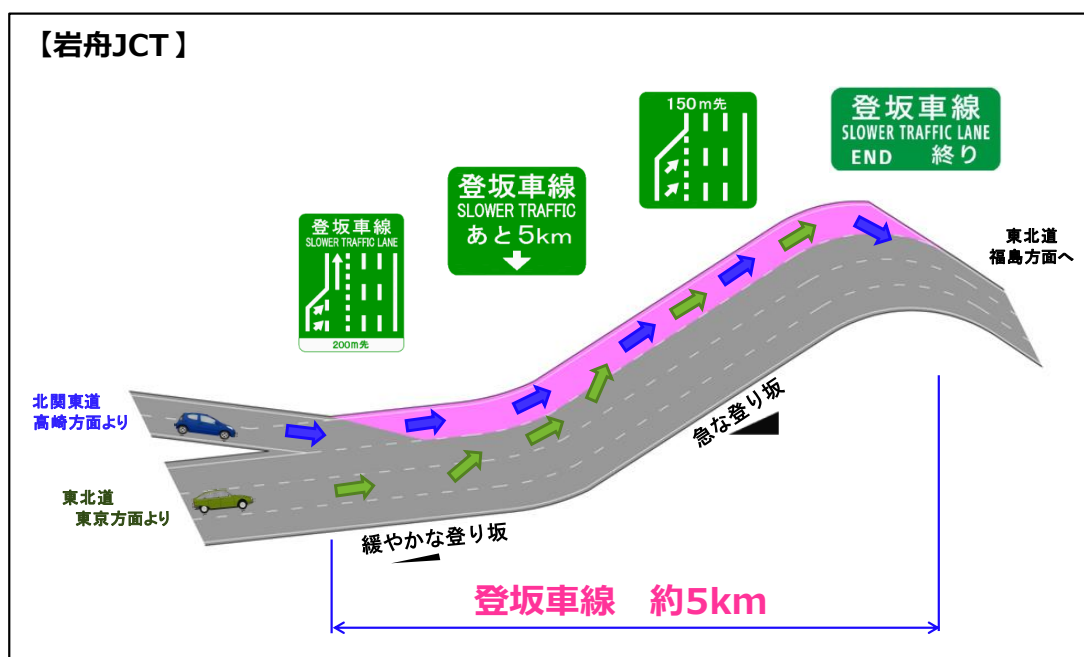 【岩舟JCT】
150m先
登坂車線
SLOWER TRAFFIC LANE
END 終り
登坂車線
SLOWER TRAFFIC
あと5km
登坂車線
SLOWER TRAFFIC LANE
200m先
東北道
福島方面へ
北関東道
高崎方面より
東北道
東京方面より
急な登り坂
緩やかな登り坂
登坂車線 約5km